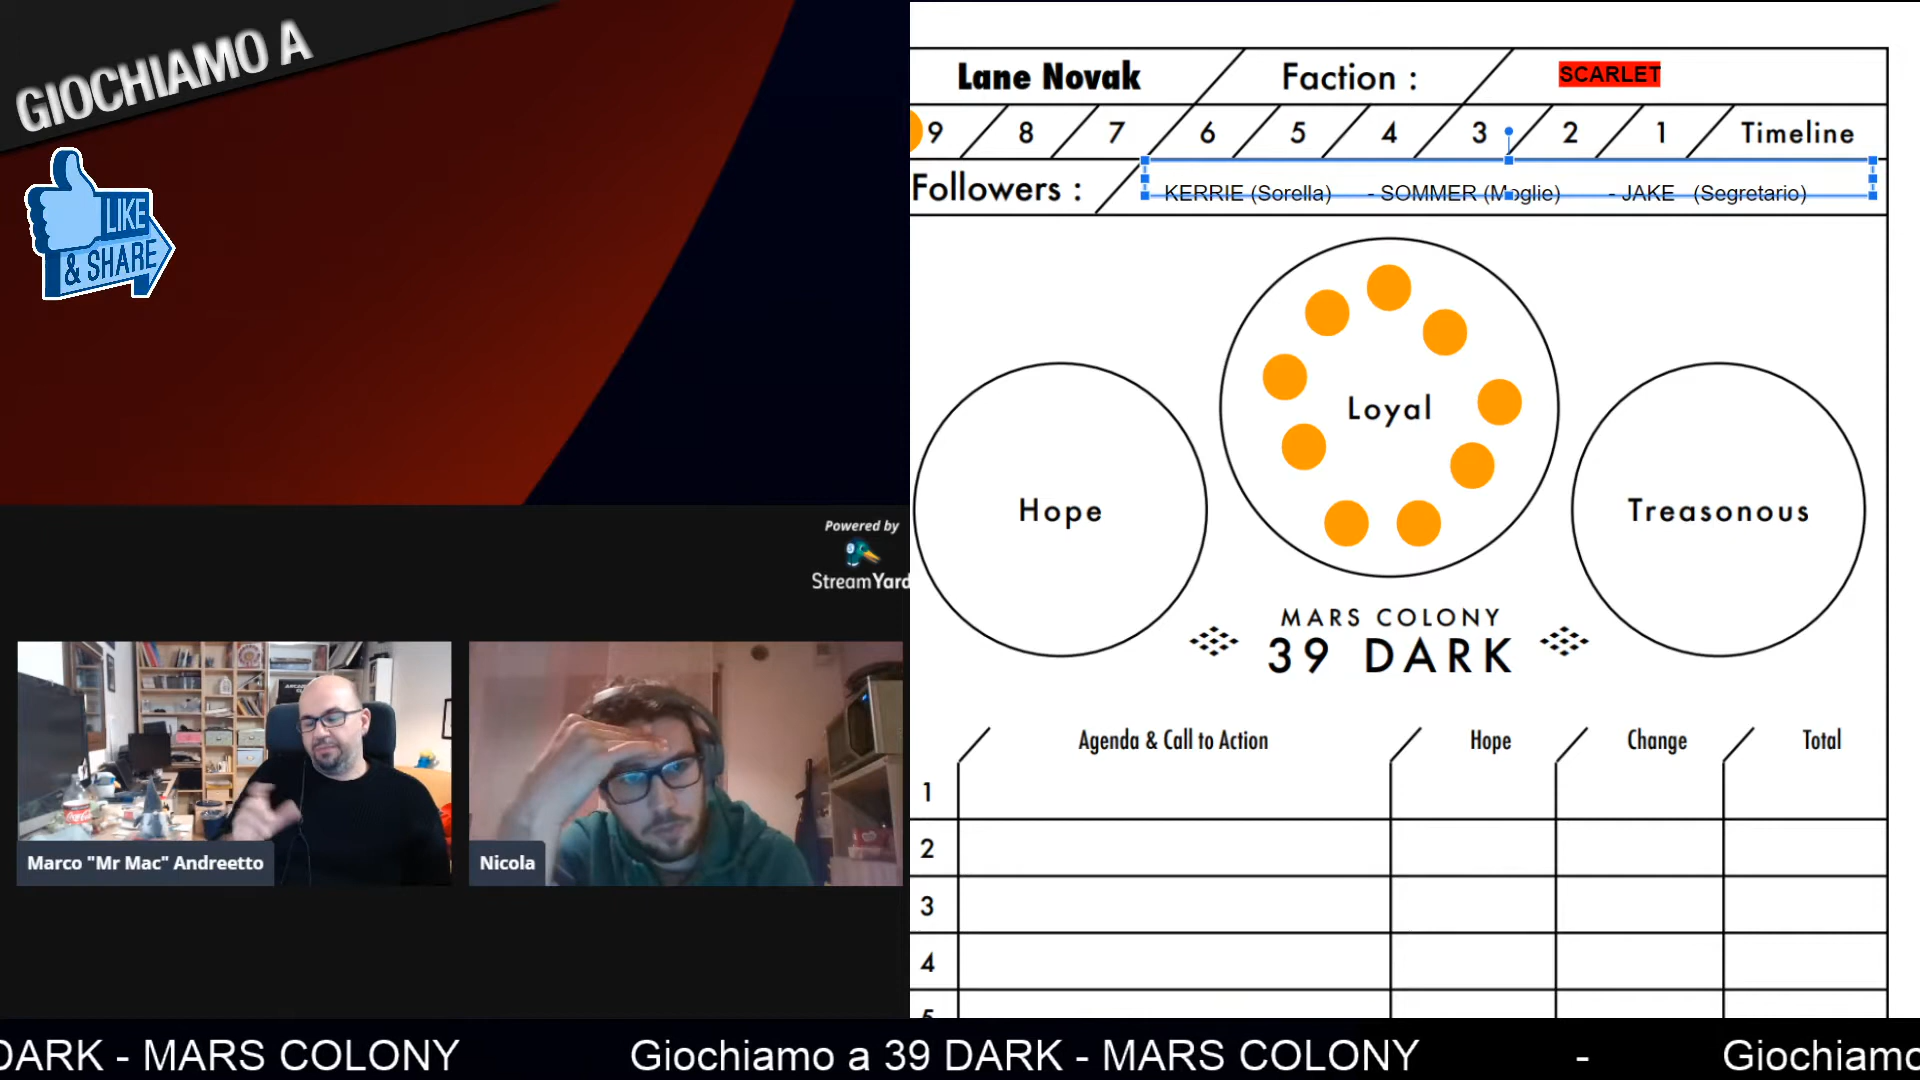 GIOCHIAMO A
LIKE
& SHARE
Powered by
StreamYard
Marco "Mr Mac" Andreetto
Nicola
Lane Novak
Faction :
SCARLET
9 8 7 6 5 4 3 2 1 Timeline
Followers :
KERRIE (Sorella) - SOMMER (Moglie) - JAKE (Segretario)
Loyal
Hope
Treasonous
MARS COLONY
39 DARK
Agenda & Call to Action Hope Change Total
1
2
3
4
5
DARK - MARS COLONY Giochiamo a 39 DARK - MARS COLONY - Giochiamo